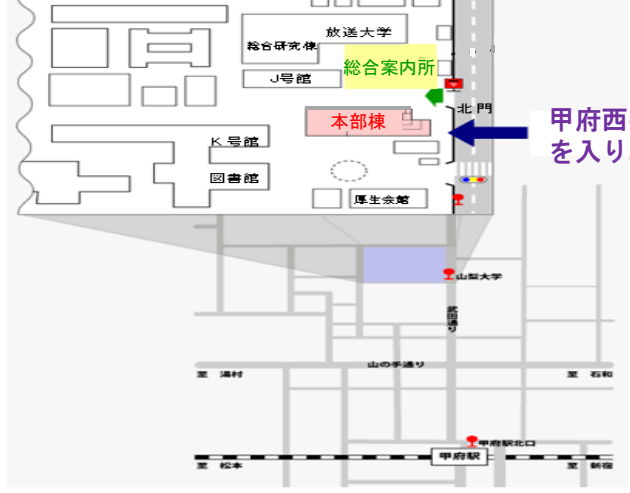 放送大学
総合研究棟
総合案内所
J号館
北門
本部棟
甲府西
を入り
K号館
図書館
厚生会館
山梨大学
武田通り
山の手通り
至 湯村
至 石和
甲府駅北口
甲府駅
至 松本
至 新宿